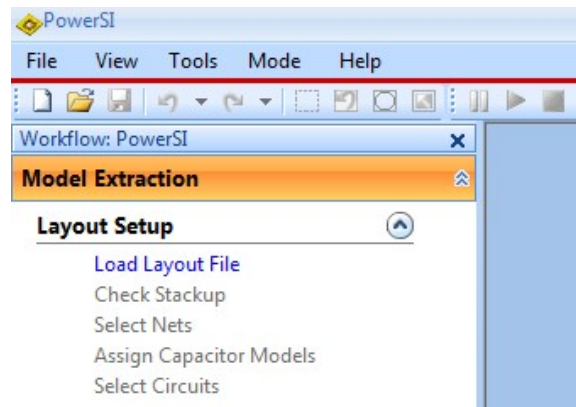 PowerSI
File View Tools Mode Help
Workflow: PowerSI
Model Extraction
Layout Setup
Load Layout File
Check Stackup
Select Nets
Assign Capacitor Models
Select Circuits